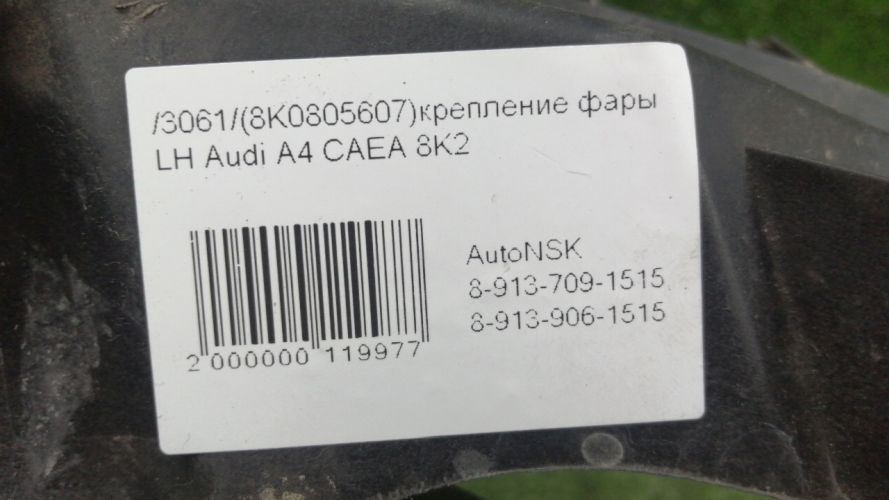 /3061/(8K0805607)крепление фары
LH Audi A4 CAEA 8K2
AutoNSK
8-913-709-1515
8-913-906-1515
2 000000 119977